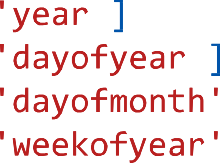 'year ]
'dayofyear ]
'dayofmonth'
'weekofyear'